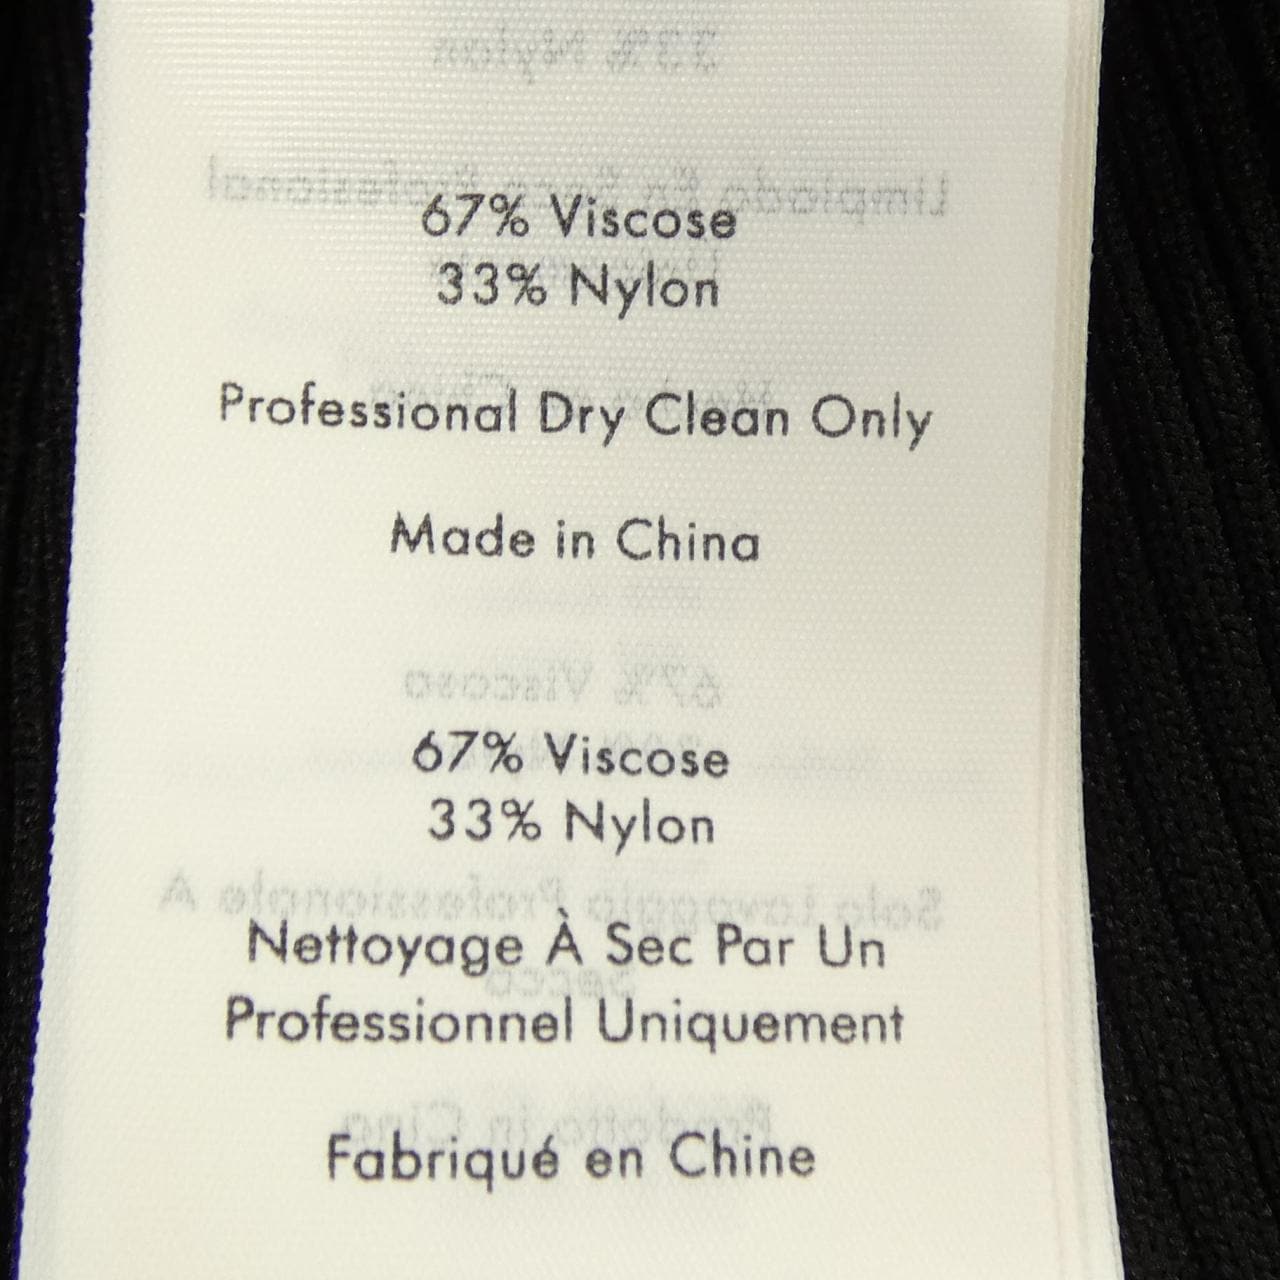 67% Viscose
33% Nylon
Professional Dry Clean Only
Made in China
67% Viscose
33% Nylon
Nettoyage À Sec Par Un
Professionnel Uniquement
Fabriqué en Chine